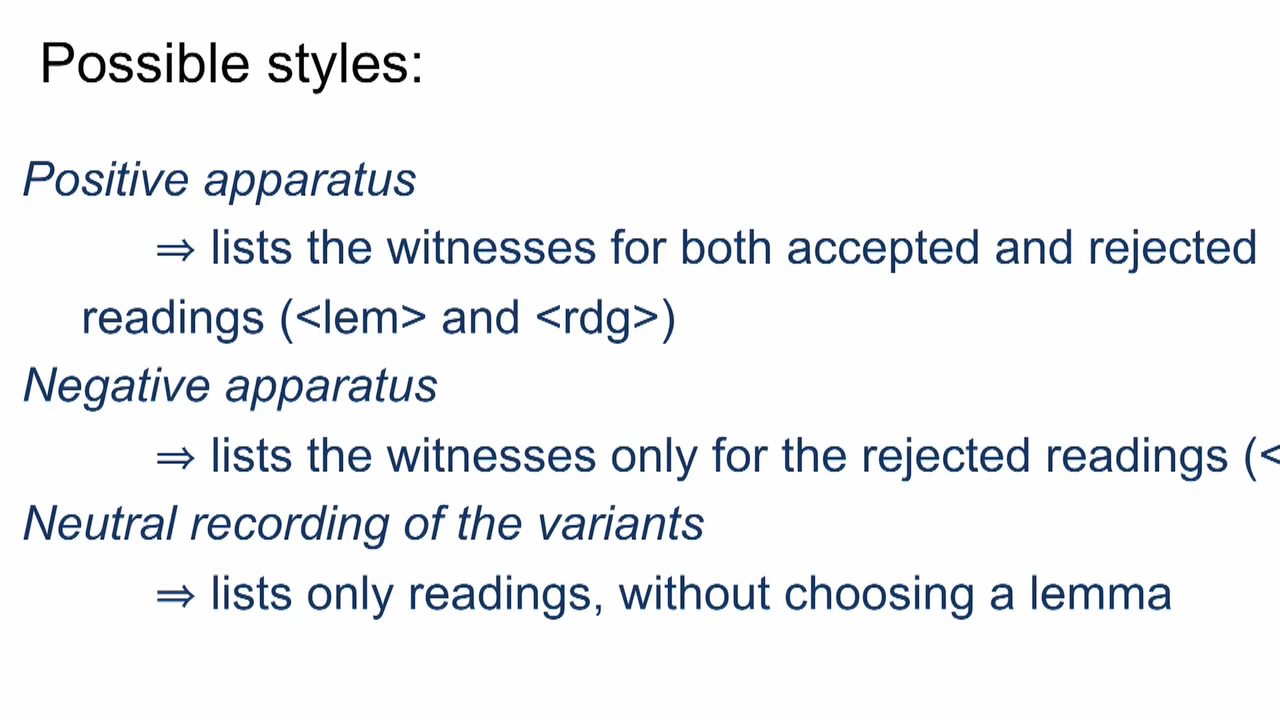 Possible styles:
Positive apparatus
⇒ lists the witnesses for both accepted and rejected
readings (<lem> and <rdg>)
Negative apparatus
⇒ lists the witnesses only for the rejected readings (<
Neutral recording of the variants
⇒ lists only readings, without choosing a lemma